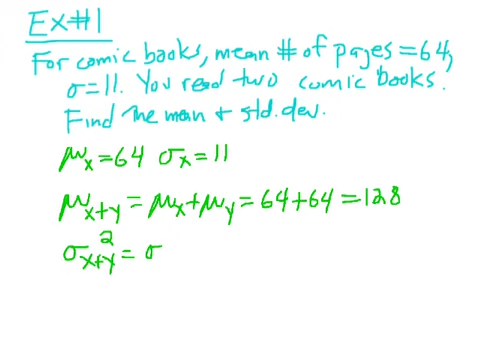 Ex#1
For comic books, mean # of pages = 64,
σ = 11. You read two comic books.
Find the mean + std. dev.
μx = 64 σx = 11
μx+y = μx + μy = 64 + 64 = 128
σ²x+y = σ